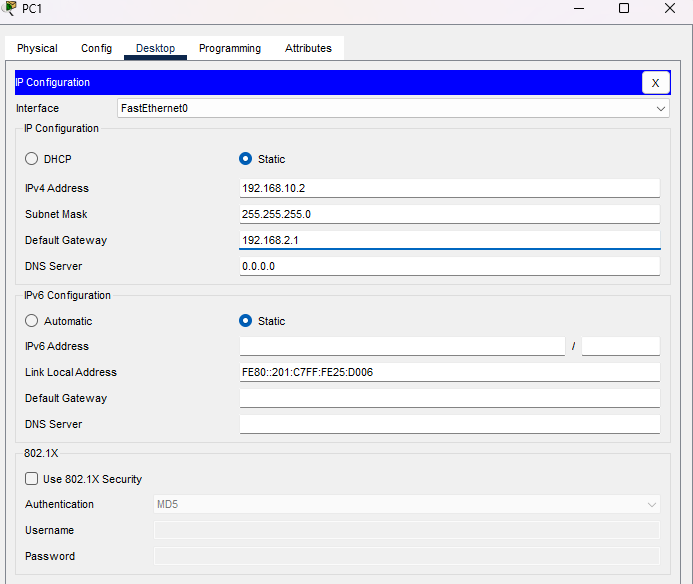 PC1
Physical Config Desktop Programming Attributes
IP Configuration X
Interface FastEthernet0
IP Configuration
DHCP Static
IPv4 Address 192.168.10.2
Subnet Mask 255.255.255.0
Default Gateway 192.168.2.1
DNS Server 0.0.0.0
IPv6 Configuration
Automatic Static
IPv6 Address /
Link Local Address FE80::201:C7FF:FE25:D006
Default Gateway
DNS Server
802.1X
Use 802.1X Security
Authentication MD5
Username
Password